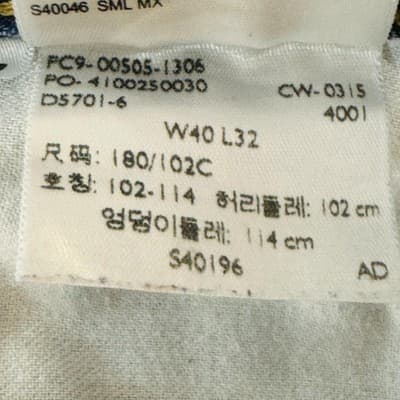 S40046 SML MX
PC9-00505-1306
PO-4100250030 CW-0315
D5701-6 4001
W40 L32
尺码: 180/102C
호칭: 102-114 허리둘레: 102 cm
엉덩이둘레: 114 cm
S40196 AD